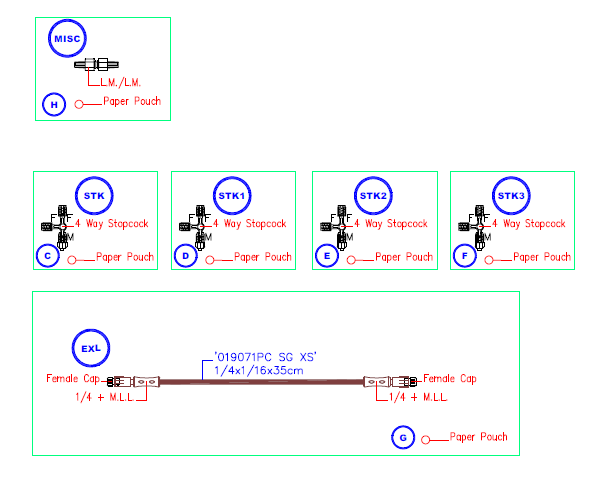 MISC
L.M./L.M.
H
Paper Pouch
STK
F
F
4 Way Stopcock
M
C
Paper Pouch
STK1
F
F
4 Way Stopcock
M
D
Paper Pouch
STK2
F
F
4 Way Stopcock
M
E
Paper Pouch
STK3
F
F
4 Way Stopcock
M
F
Paper Pouch
EXL
'019071PC SG XS'
1/4x1/16x35cm
Female Cap
Female Cap
1/4 + M.L.L.
1/4 + M.L.L.
G
Paper Pouch